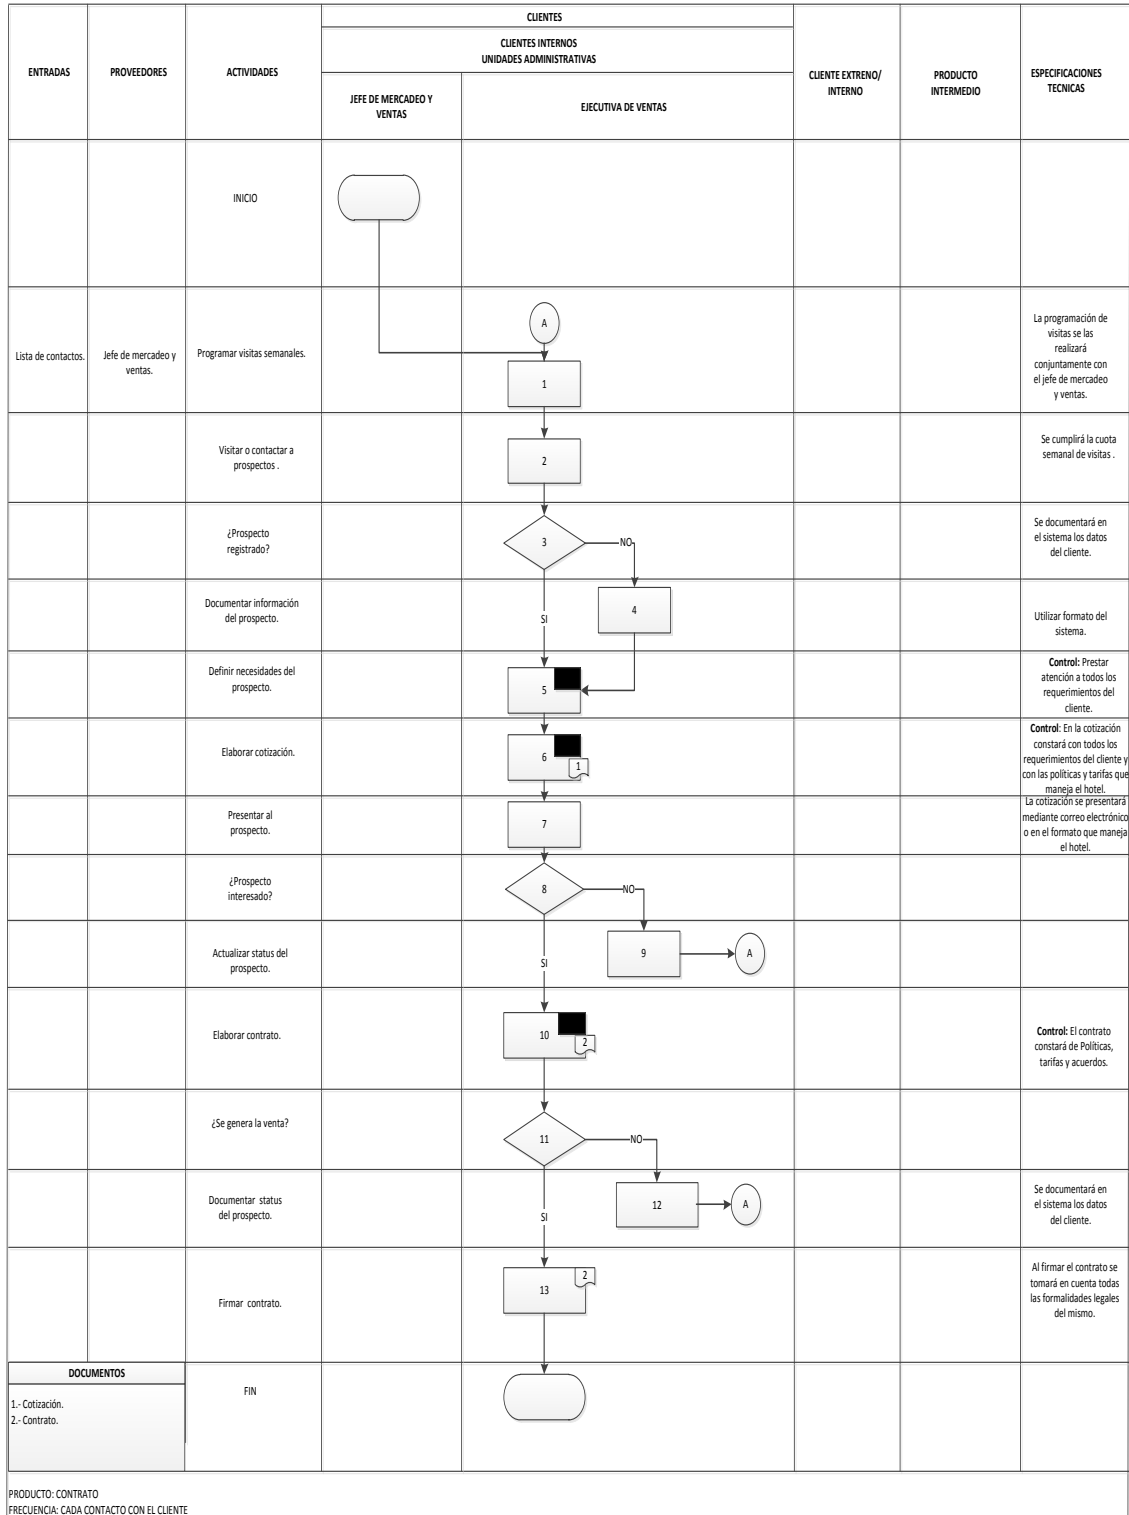 CLIENTES
CLIENTES INTERNOS
UNIDADES ADMINISTRATIVAS
ENTRADAS
PROVEEDORES
ACTIVIDADES
JEFE DE MERCADEO Y
VENTAS
EJECUTIVA DE VENTAS
CLIENTE EXTRENO/
INTERNO
PRODUCTO
INTERMEDIO
ESPECIFICACIONES
TECNICAS
INICIO
Lista de contactos.
Jefe de mercadeo y
ventas.
Programar visitas semanales.
A
1
La programación de
visitas se las
realizará
conjuntamente con
el jefe de mercadeo
y ventas.
Visitar o contactar a
prospectos .
2
Se cumplirá la cuota
semanal de visitas .
¿Prospecto
registrado?
3
NO
Se documentará en
el sistema los datos
del cliente.
Documentar información
del prospecto.
SI
4
Utilizar formato del
sistema.
Definir necesidades del
prospecto.
5
Control: Prestar
atención a todos los
requerimientos del
cliente.
Elaborar cotización.
6
1
Control: En la cotización
constará con todos los
requerimientos del cliente y
con las políticas y tarifas que
maneja el hotel.
Presentar al
prospecto.
7
La cotización se presentará
mediante correo electrónico
o en el formato que maneja
el hotel.
¿Prospecto
interesado?
8
NO
Actualizar status del
prospecto.
SI
9
A
Elaborar contrato.
10
2
Control: El contrato
constará de Políticas,
tarifas y acuerdos.
¿Se genera la venta?
11
NO
Documentar status
del prospecto.
SI
12
A
Se documentará en
el sistema los datos
del cliente.
Firmar contrato.
13
2
Al firmar el contrato se
tomará en cuenta todas
las formalidades legales
del mismo.
DOCUMENTOS
1.- Cotización.
2.- Contrato.
FIN
PRODUCTO: CONTRATO
FRECUENCIA: CADA CONTACTO CON EL CLIENTE